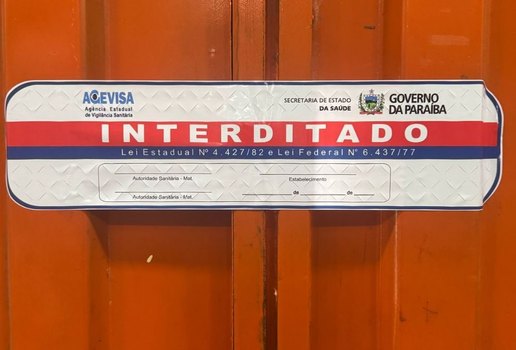 AGEVISA
Agência Estadual
de Vigilância Sanitária
SECRETARIA DE ESTADO
DA SAÚDE
GOVERNO
DA PARAÍBA
INTERDITADO
Lei Estadual Nº 4.427/82 e Lei Federal N° 6.437/77
Autoridade Sanitária - Mat.
Estabelecimento
Autoridade Sanitária - Mat.
de de